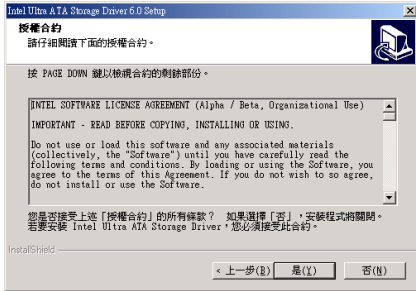 Intel Ultra ATA Storage Driver 6.0 Setup
授權合約
請仔細閱讀下面的授權合約。
按 PAGE DOWN 鍵以檢視合約的剩餘部份。
INTEL SOFTWARE LICENSE AGREEMENT (Alpha / Beta, Organizational Use)
IMPORTANT - READ BEFORE COPYING, INSTALLING OR USING.
Do not use or load this software and any associated materials
(collectively, the "Software") until you have carefully read the
following terms and conditions. By loading or using the Software, you
agree to the terms of this Agreement. If you do not wish to so agree,
do not install or use the Software.
您是否接受上述「授權合約」的所有條款？ 如果選擇「否」，安裝程式將關閉。
若要安裝 Intel Ultra ATA Storage Driver，您必須接受此合約。
InstallShield
< 上一步(B) 是(Y) 否(N)